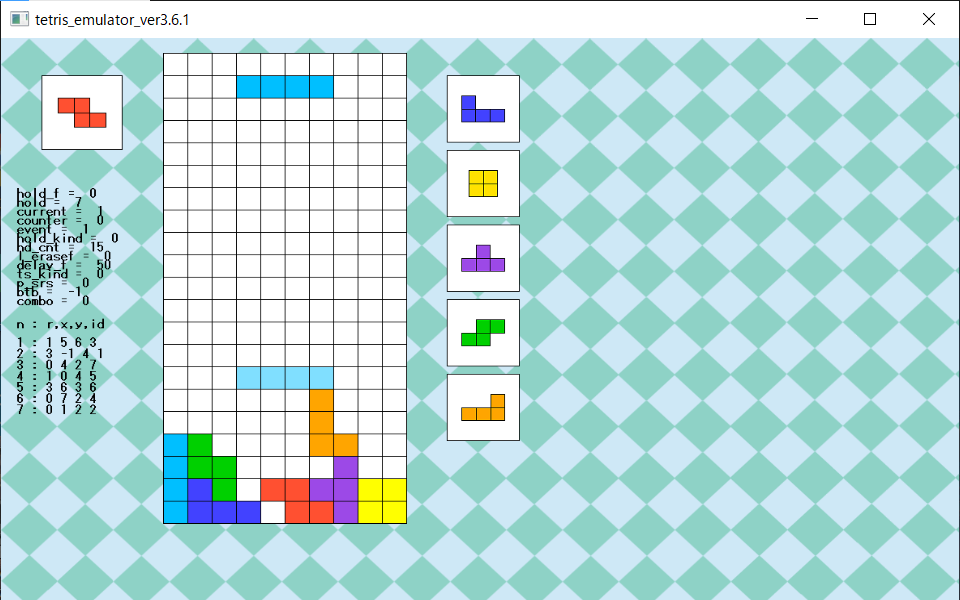 tetris_emulator_ver3.6.1
hold_f = 0
hold = 7
current = 1
counter = 0
event = 1
hold_kind = 0
hd_cnt = 15
l_erasef = 0
delay_f = 50
ts_kind = 0
p_srs = 0
btb = -1
combo = 0
n : r,x,y,id
1 : 1 5 6 3
2 : 3 -1 4 1
3 : 0 4 2 7
4 : 1 0 4 5
5 : 3 6 3 6
6 : 0 7 2 4
7 : 0 1 2 2